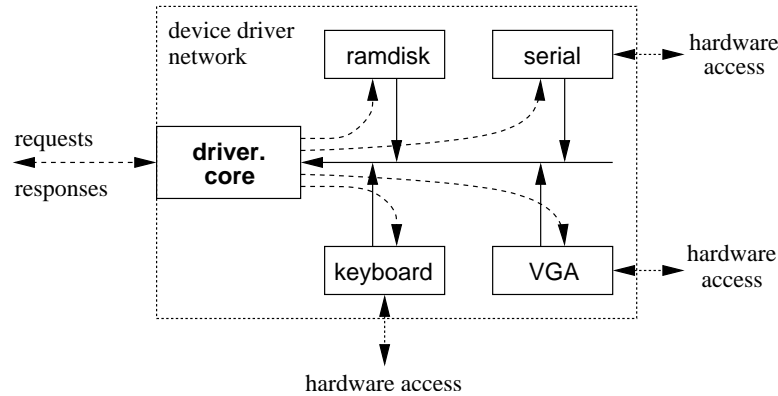 device driver
network
ramdisk
serial
hardware
access
requests
responses
driver.
core
keyboard
VGA
hardware
access
hardware access